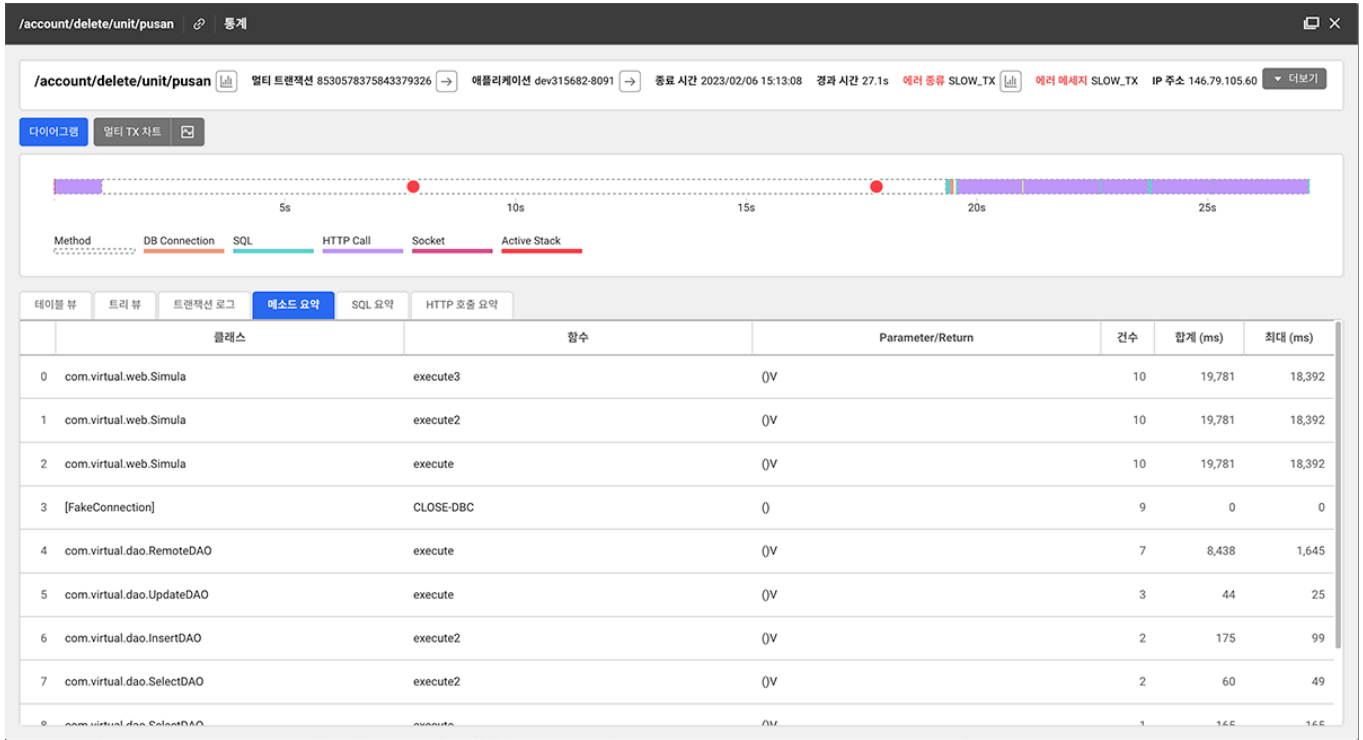 /account/delete/unit/pusan 통계
/account/delete/unit/pusan 멀티 트랜잭션 8530578375843379326 애플리케이션 dev315682-8091 종료 시간 2023/02/06 15:13:08 경과 시간 27.1s 에러 종류 SLOW_TX 에러 메세지 SLOW_TX IP 주소 146.79.105.60 더보기
다이어그램 멀티 TX 차트
5s 10s 15s 20s 25s
Method DB Connection SQL HTTP Call Socket Active Stack
테이블 뷰 트리 뷰 트랜잭션 로그 메소드 요약 SQL 요약 HTTP 호출 요약
클래스 함수 Parameter/Return 건수 합계 (ms) 최대 (ms)
0 com.virtual.web.Simula execute3 ()V 10 19,781 18,392
1 com.virtual.web.Simula execute2 ()V 10 19,781 18,392
2 com.virtual.web.Simula execute ()V 10 19,781 18,392
3 [FakeConnection] CLOSE-DBC () 9 0 0
4 com.virtual.dao.RemoteDAO execute ()V 7 8,438 1,645
5 com.virtual.dao.UpdateDAO execute ()V 3 44 25
6 com.virtual.dao.InsertDAO execute2 ()V 2 175 99
7 com.virtual.dao.SelectDAO execute2 ()V 2 60 49
8 com.virtual.dao.SelectDAO execute ()V 1 165 165